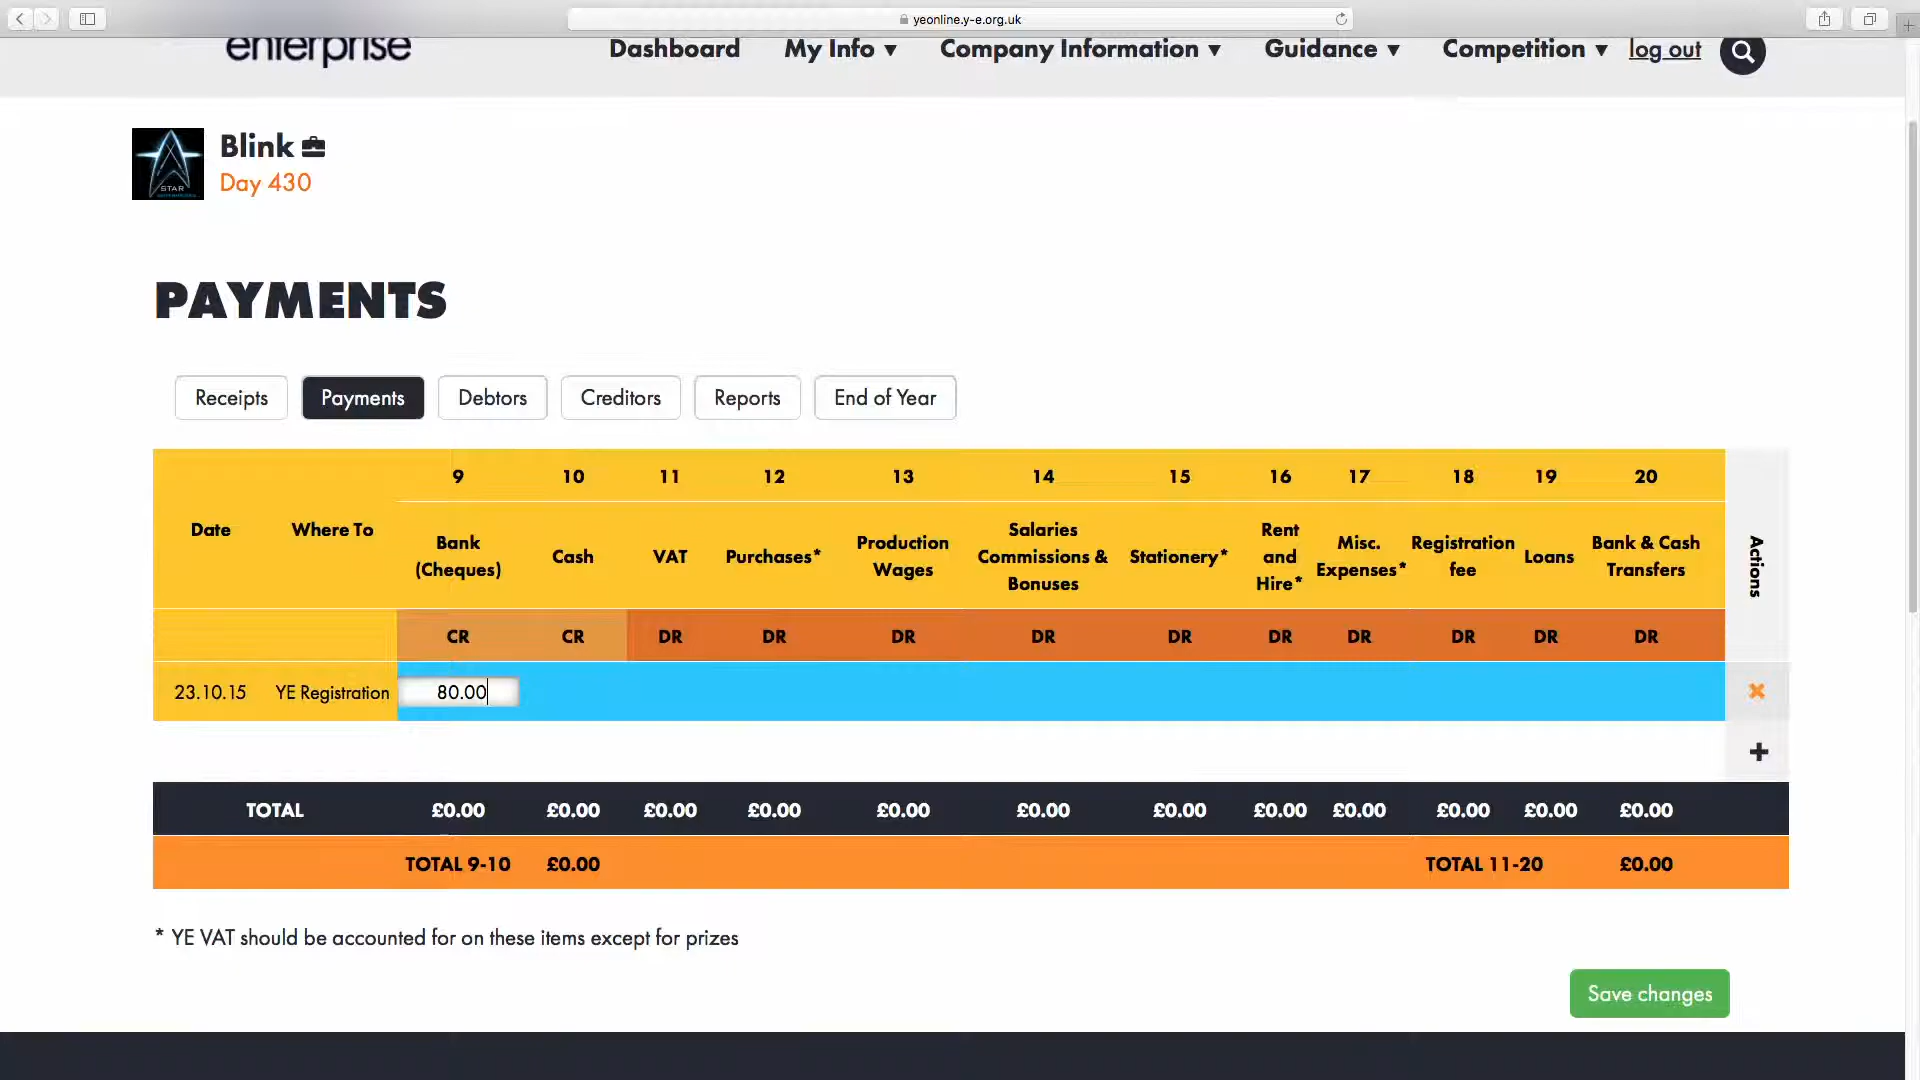 yeonline.y-e.org.uk
enterprise
Dashboard My Info ▼ Company Information ▼ Guidance ▼ Competition ▼ log out
STAR
Blink
Day 430
PAYMENTS
Receipts Payments Debtors Creditors Reports End of Year
9 10 11 12 13 14 15 16 17 18 19 20
Date Where To Bank (Cheques) Cash VAT Purchases* Production Wages Salaries Commissions & Bonuses Stationery* Rent and Hire* Misc. Expenses* Registration fee Loans Bank & Cash Transfers Actions
CR CR DR DR DR DR DR DR DR DR DR DR
23.10.15 YE Registration 80.00
TOTAL £0.00 £0.00 £0.00 £0.00 £0.00 £0.00 £0.00 £0.00 £0.00 £0.00 £0.00 £0.00
TOTAL 9-10 £0.00 TOTAL 11-20 £0.00
* YE VAT should be accounted for on these items except for prizes
Save changes